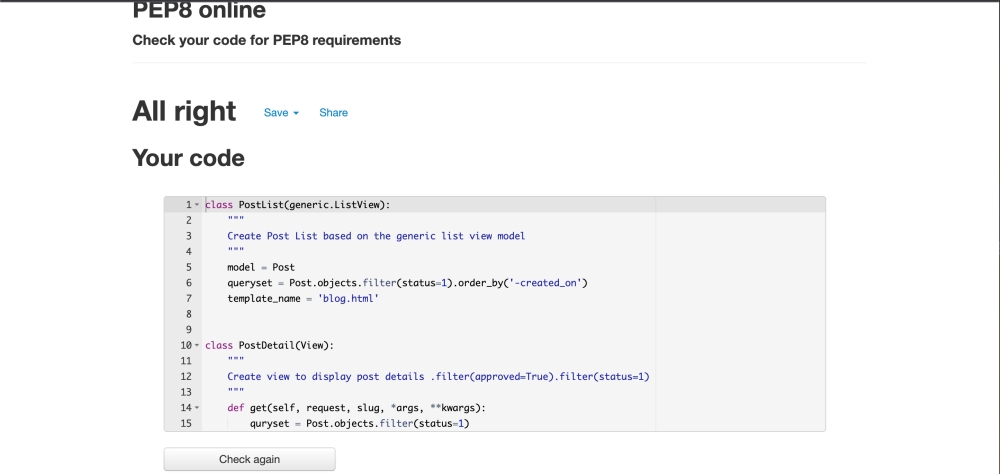 PEP8 online
Check your code for PEP8 requirements
All right Save Share
Your code
1 class PostList(generic.ListView):
2 """
3 Create Post List based on the generic list view model
4 """
5 model = Post
6 queryset = Post.objects.filter(status=1).order_by('-created_on')
7 template_name = 'blog.html'
8
9
10 class PostDetail(View):
11 """
12 Create view to display post details .filter(approved=True).filter(status=1)
13 """
14 def get(self, request, slug, *args, **kwargs):
15 quryset = Post.objects.filter(status=1)
Check again